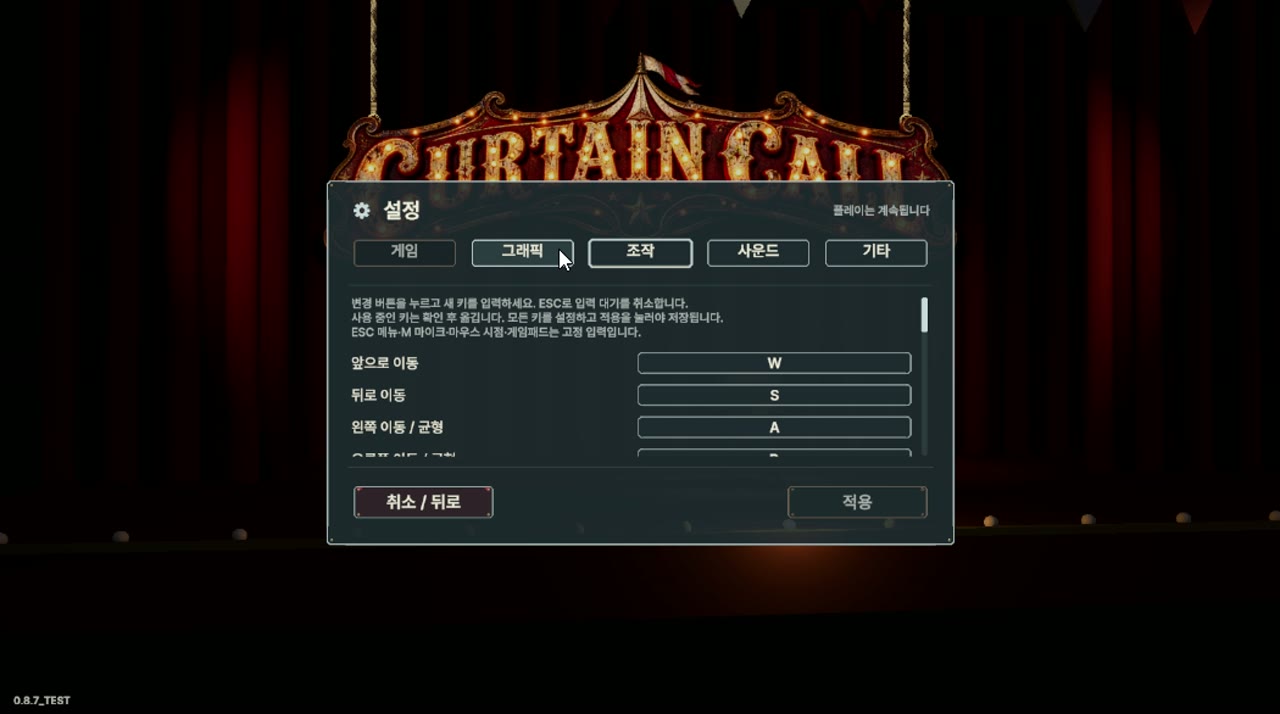 CURTAIN CALL
설정
플레이는 계속됩니다
게임
그래픽
조작
사운드
기타
변경 버튼을 누르고 새 키를 입력하세요. ESC로 입력 대기를 취소합니다.
사용 중인 키는 확인 후 옮깁니다. 모든 키를 설정하고 적용을 눌러야 저장됩니다.
ESC 메뉴·M 마이크·마우스 시점·게임패드는 고정 입력입니다.
앞으로 이동 W
뒤로 이동 S
왼쪽 이동 / 균형 A
취소 / 뒤로
적용
0.8.7_TEST